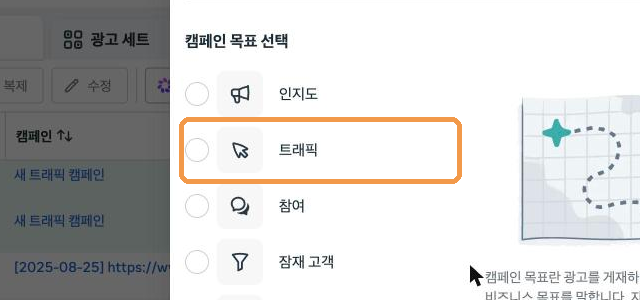 광고 세트
복제
수정
캠페인 ↑↓
새 트래픽 캠페인
새 트래픽 캠페인
[2025-08-25] https://w
캠페인 목표 선택
인지도
트래픽
참여
잠재 고객
캠페인 목표란 광고를 게재하
비즈니스 목표를 말합니다.